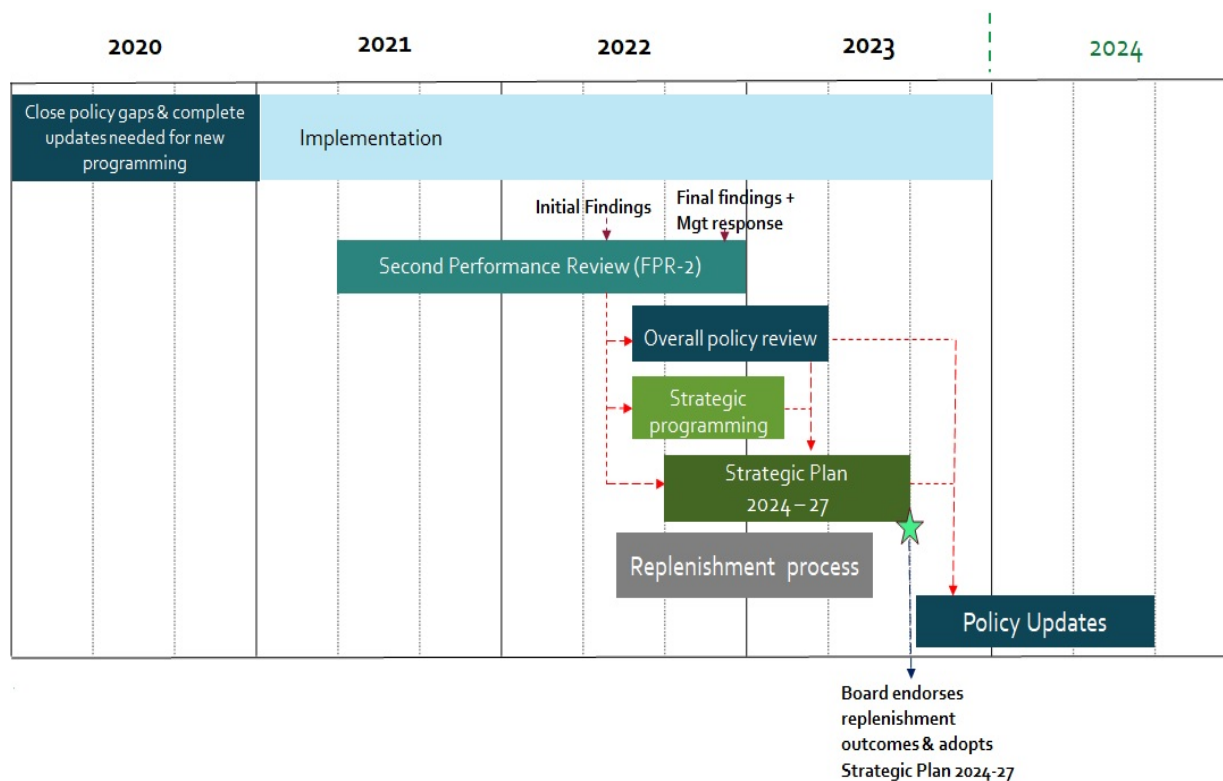 2020
2021
2022
2023
2024
Close policy gaps & complete
updates needed for new
programming
Implementation
Initial Findings
Final findings +
Mgt response
Second Performance Review (FPR-2)
Overall policy review
Strategic
programming
Strategic Plan
2024 – 27
Replenishment process
Policy Updates
Board endorses
replenishment
outcomes & adopts
Strategic Plan 2024-27